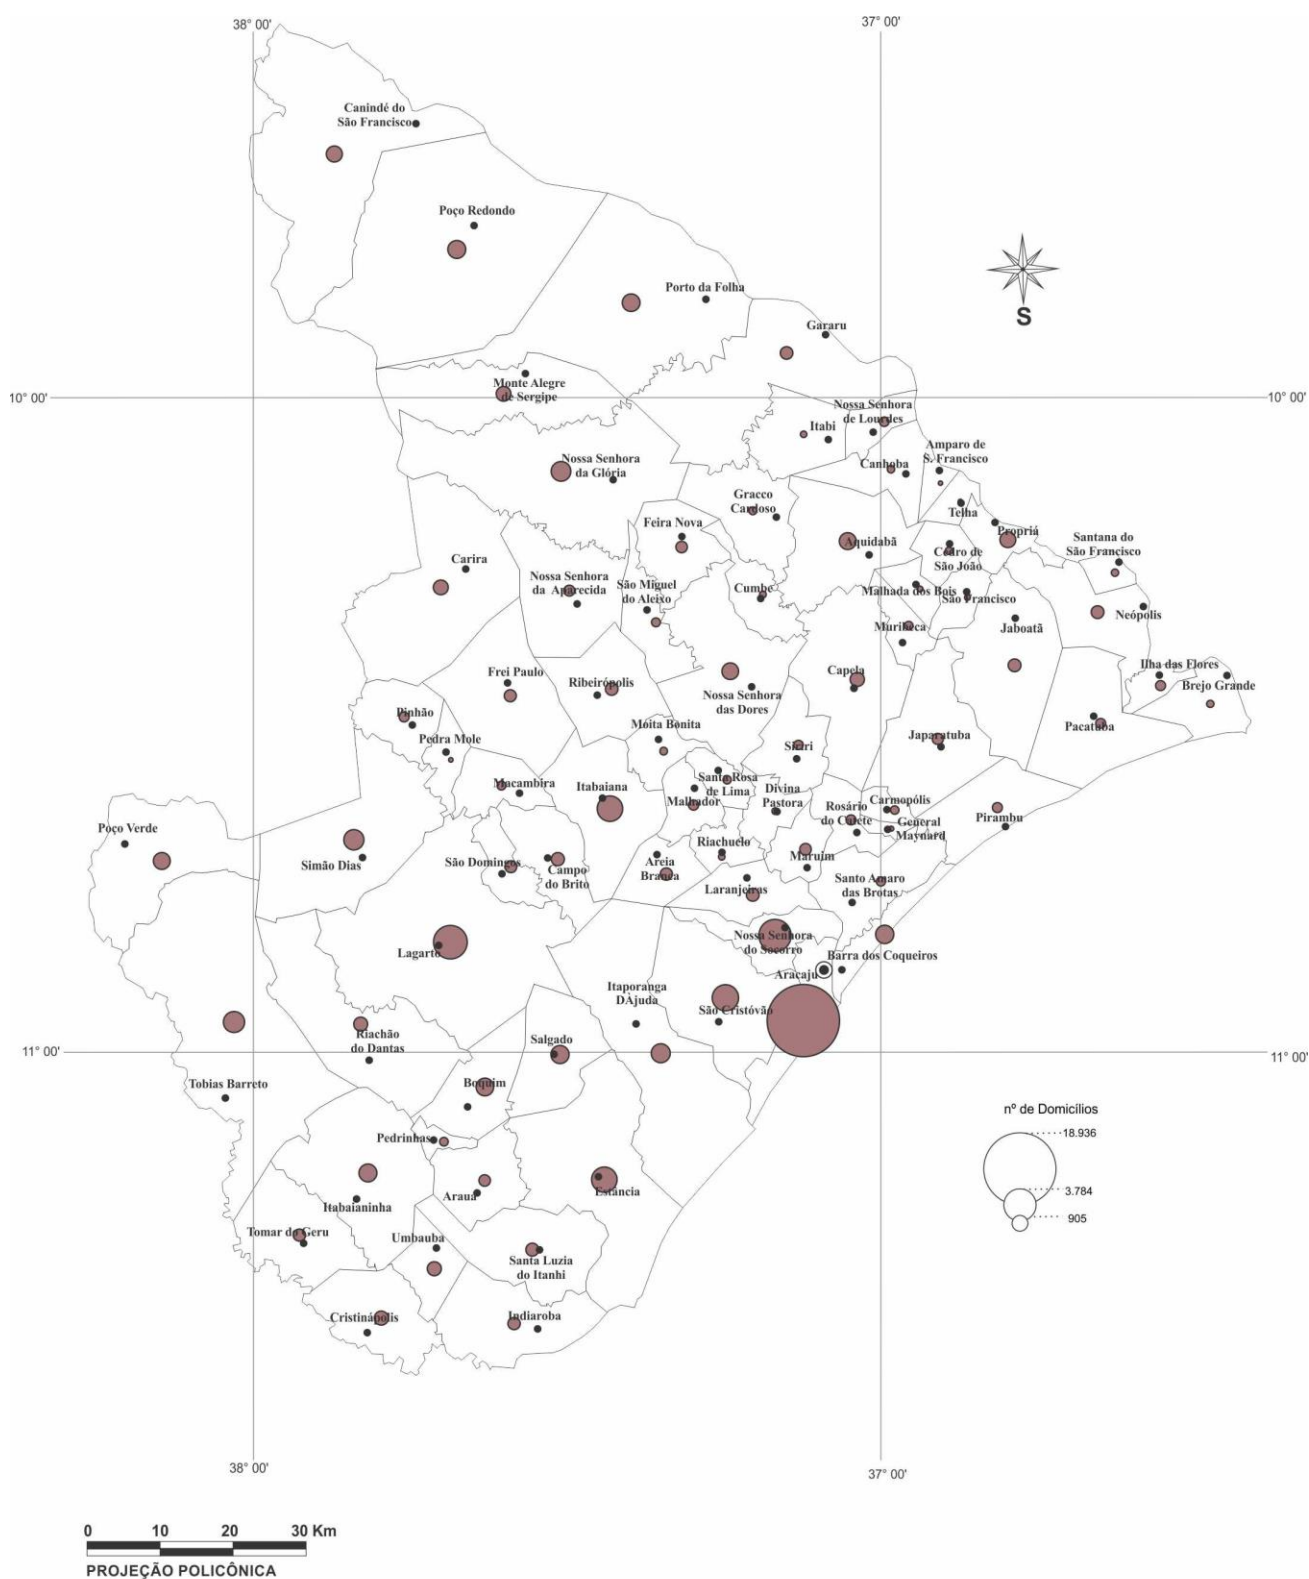 38° 00'
37° 00'
Canindé do
São Francisco
Poço Redondo
Porto da Folha
S
Gararu
Monte Alegre
de Sergipe
10° 00'
10° 00'
Nossa Senhora
de Lourdes
Itabi
Amparo de
S. Francisco
Canhoba
Nossa Senhora
da Glória
Gracco
Cardoso
Telha
Feira Nova
Propriá
Aquidabã
Santana do
São Francisco
Cedro de
São João
Carira
Nossa Senhora
da Aparecida
São Miguel
do Aleixo
Cumbe
Malhada dos Bois
São Francisco
Neópolis
Muribeca
Jaboatã
Ilha das Flores
Brejo Grande
Frei Paulo
Ribeirópolis
Capela
Nossa Senhora
das Dores
Pinhão
Moita Bonita
Pacatuba
Pedra Mole
Japaratuba
Siriri
Macambira
Itabaiana
Santa Rosa
de Lima
Malhador
Divina
Pastora
Rosário
do Catete
Carmopólis
General
Maynard
Pirambu
Poço Verde
Simão Dias
São Domingos
Campo
do Brito
Areia
Branca
Riachuelo
Maruim
Laranjeiras
Santo Amaro
das Brotas
Lagarto
Nossa Senhora
do Socorro
Barra dos Coqueiros
Aracaju
Itaporanga
DÁjuda
São Cristóvão
Riachão
do Dantas
Salgado
11° 00'
11° 00'
Tobias Barreto
Boquim
Pedrinhas
nº de Domicílios
18.936
3.784
905
Itabaianinha
Arauá
Estância
Tomar do Geru
Umbauba
Santa Luzia
do Itanhi
Cristinápolis
Indiaroba
38° 00'
37° 00'
0 10 20 30 Km
PROJEÇÃO POLICÔNICA